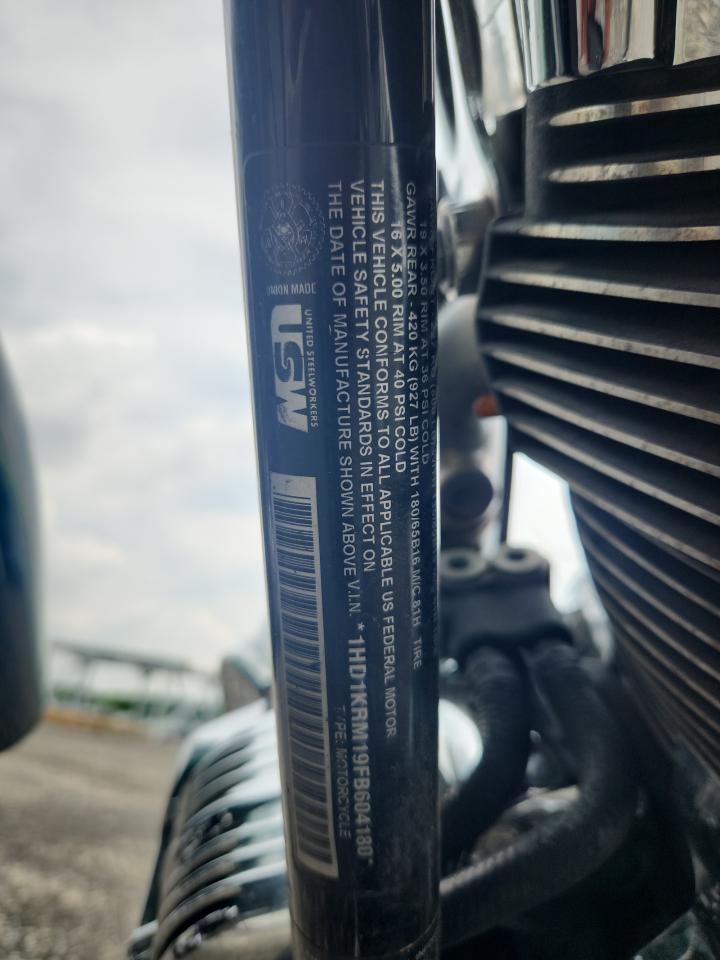 19 X 3.50 RIM AT 36 PSI COLD
GAWR REAR - 420 KG (927 LB) WITH 180/65B16 M/C 81H TIRE
16 X 5.00 RIM AT 40 PSI COLD
THIS VEHICLE CONFORMS TO ALL APPLICABLE US FEDERAL MOTOR
VEHICLE SAFETY STANDARDS IN EFFECT ON
THE DATE OF MANUFACTURE SHOWN ABOVE V.I.N. *1HD1KRM19FB604180*
TYPE: MOTORCYCLE
UNION MADE
UNITED STEELWORKERS
USW